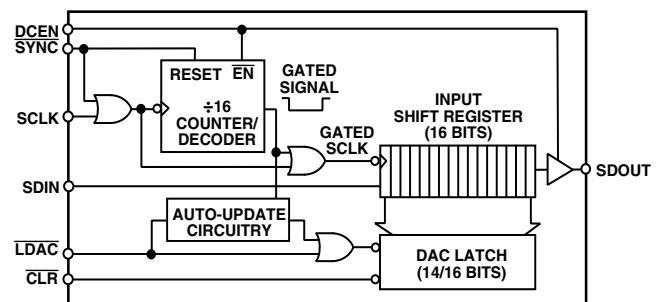 DCEN
SYNC
RESET EN
GATED
SIGNAL
÷16
COUNTER/
DECODER
SCLK
INPUT
SHIFT REGISTER
(16 BITS)
GATED
SCLK
SDOUT
SDIN
AUTO-UPDATE
CIRCUITRY
LDAC
DAC LATCH
(14/16 BITS)
CLR